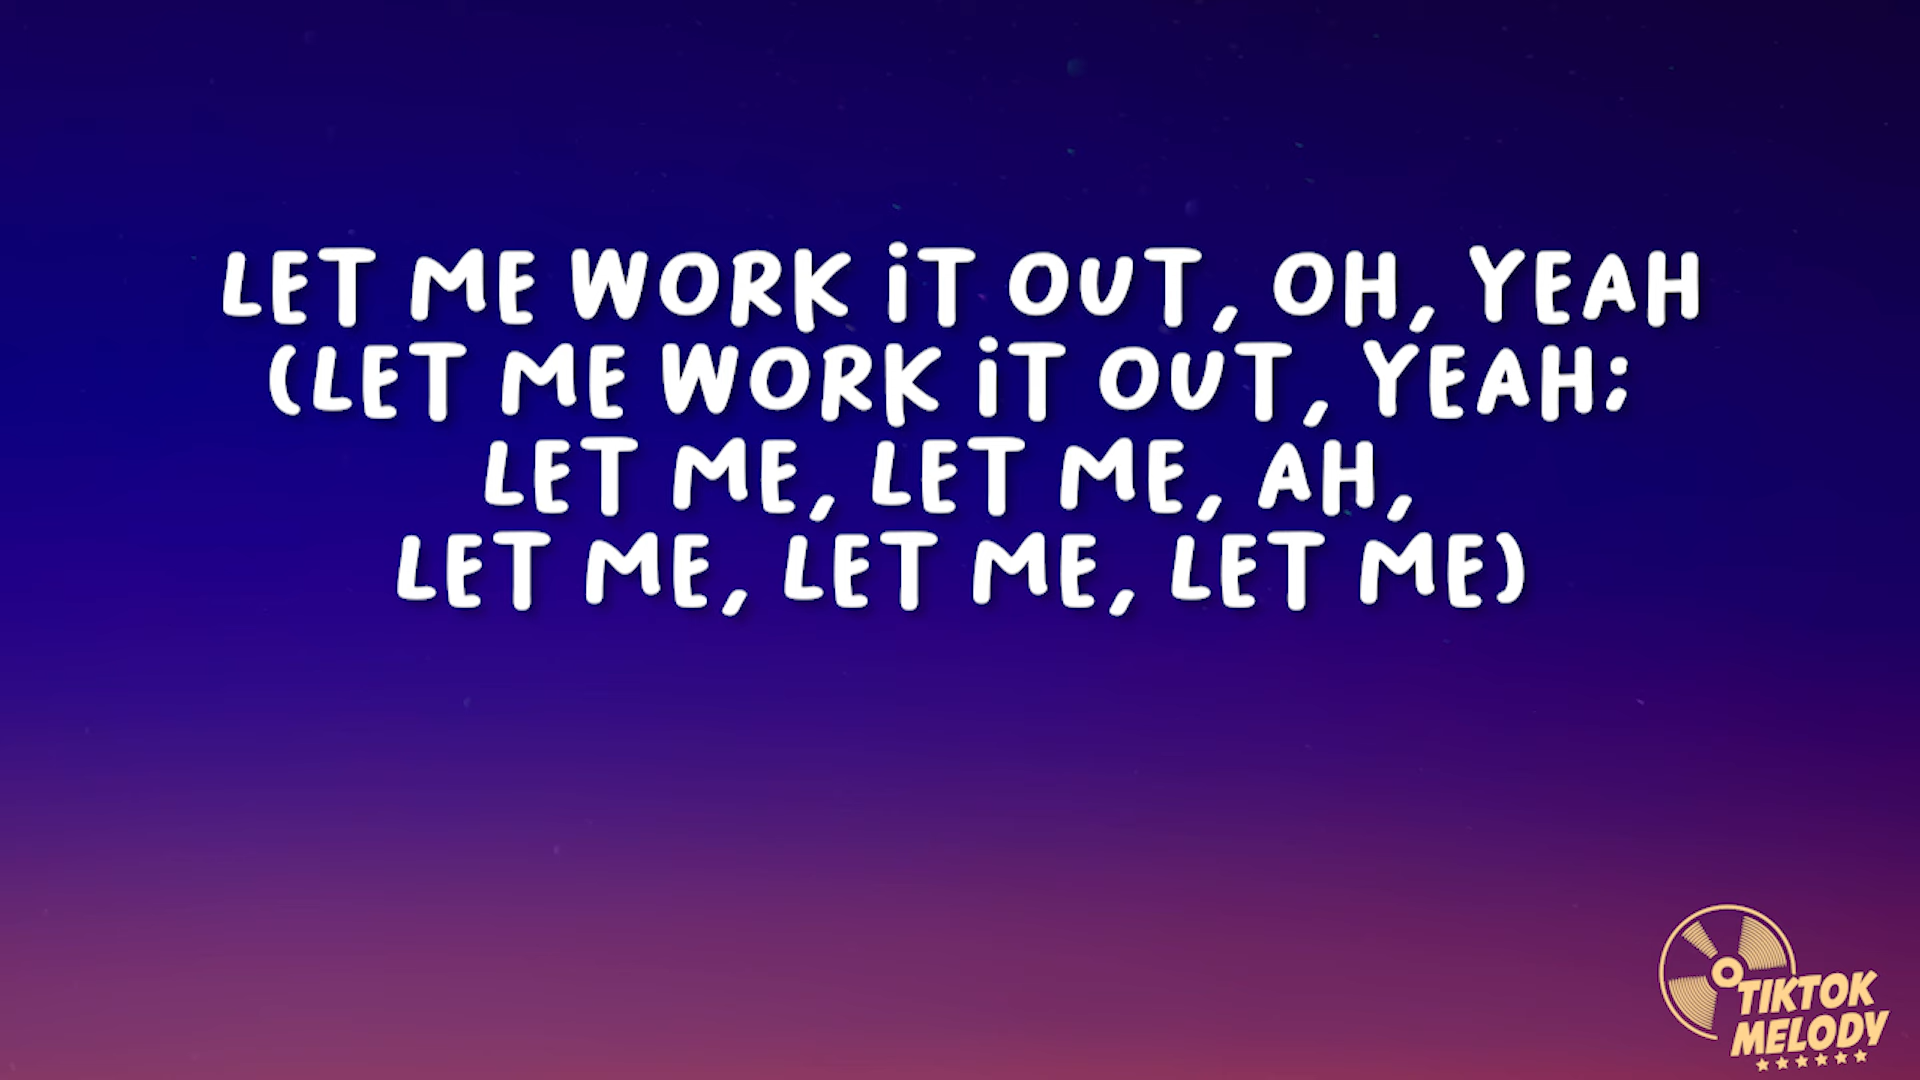 LET ME WORK iT OUT, OH, YEAH
(LET ME WORK iT OUT, YEAH;
LET ME, LET ME, AH,
LET ME, LET ME, LET ME)
TIKTOK
MELODY